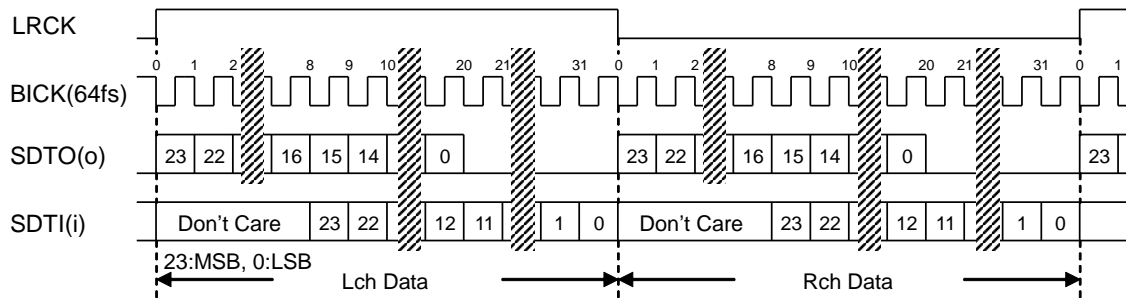 LRCK
0 1 2 8 9 10 20 21 31 0 1 2 8 9 10 20 21 31 0 1
BICK(64fs)
SDTO(o) 23 22 16 15 14 0 23 22 16 15 14 0 23
SDTI(i) Don't Care 23 22 12 11 1 0 Don't Care 23 22 12 11 1 0
23:MSB, 0:LSB
Lch Data Rch Data